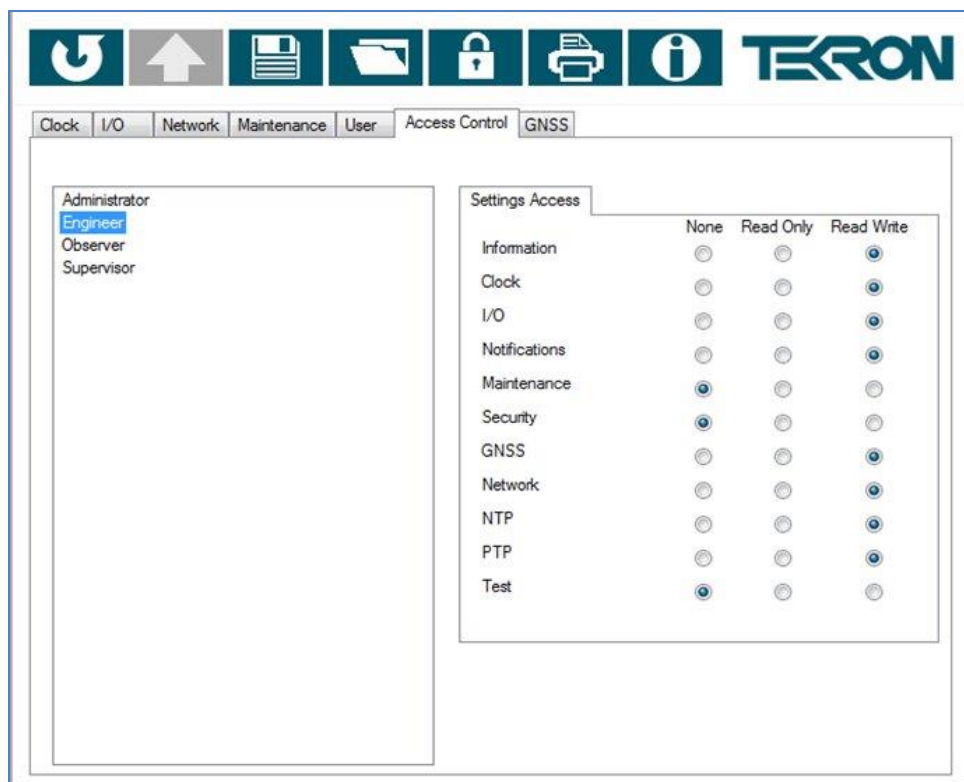 TEKRON
Clock I/O Network Maintenance User Access Control GNSS
Administrator
Engineer
Observer
Supervisor
Settings Access
None Read Only Read Write
Information
Clock
I/O
Notifications
Maintenance
Security
GNSS
Network
NTP
PTP
Test